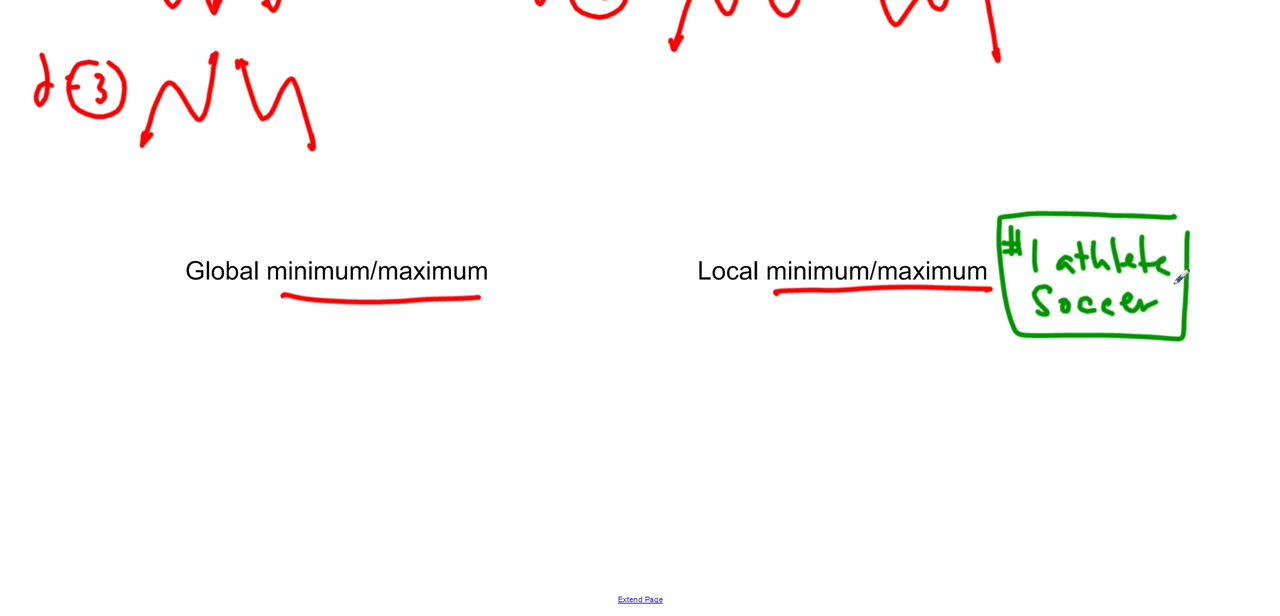 d=3
Global minimum/maximum
Local minimum/maximum
#1 athlete
Soccer
Extend Page